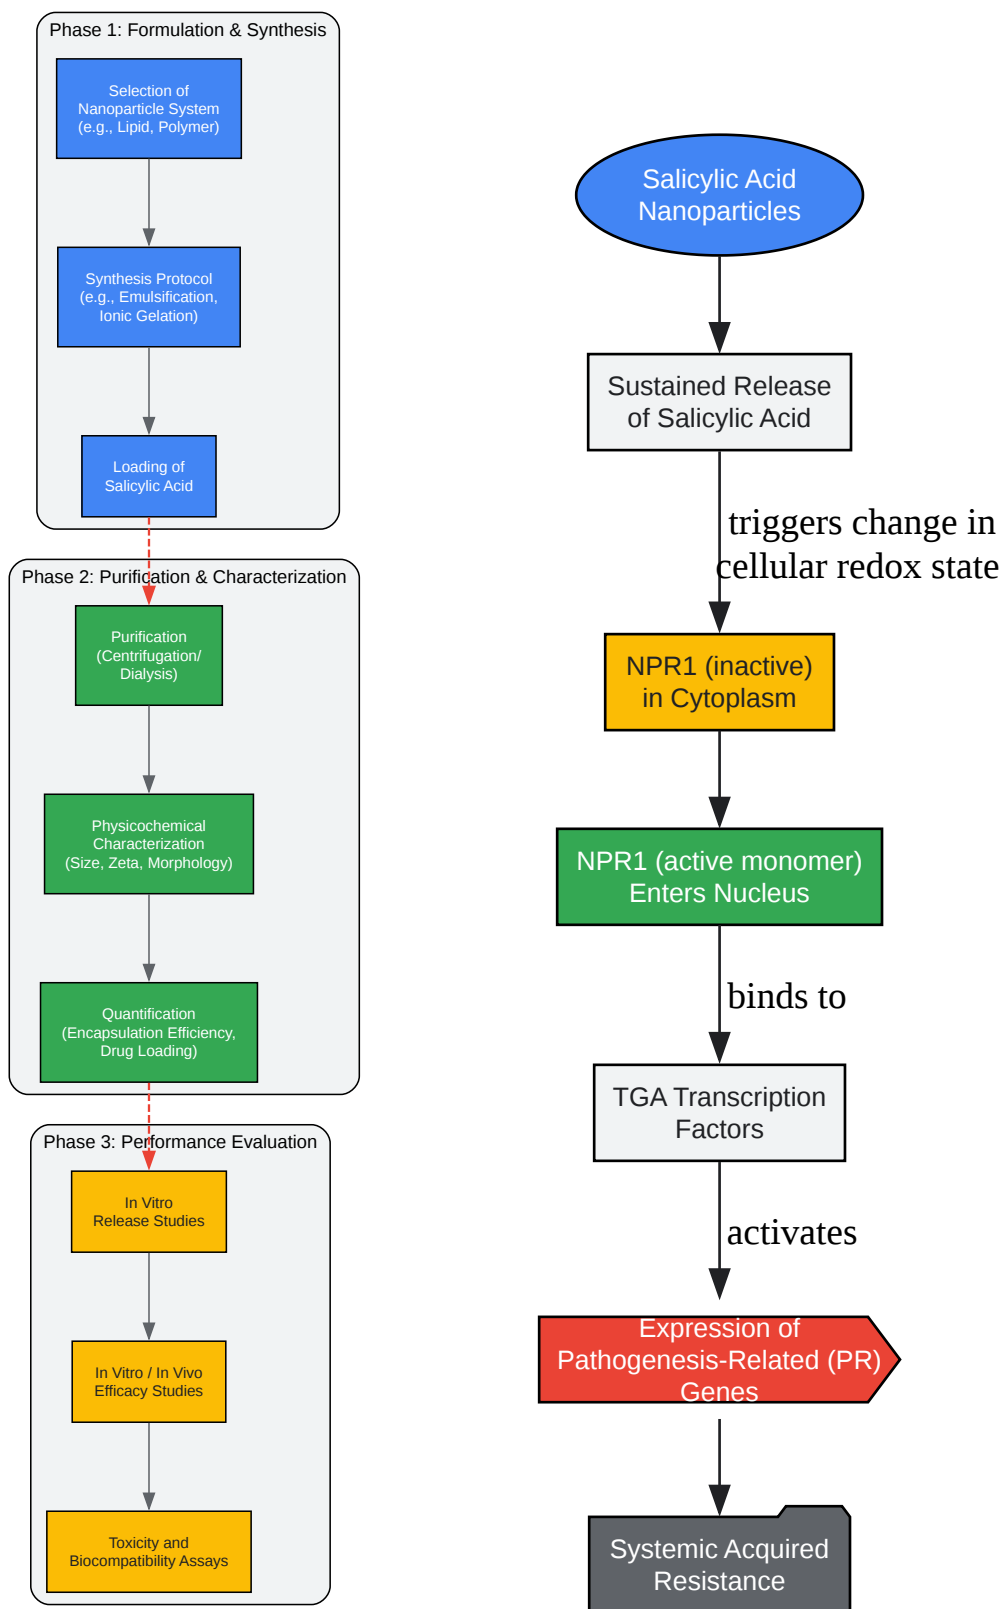 Phase 1: Formulation & Synthesis
Selection of
Nanoparticle System
(e.g., Lipid, Polymer)
Synthesis Protocol
(e.g., Emulsification,
Ionic Gelation)
Loading of
Salicylic Acid
Phase 2: Purification & Characterization
Purification
(Centrifugation/
Dialysis)
Physicochemical
Characterization
(Size, Zeta, Morphology)
Quantification
(Encapsulation Efficiency,
Drug Loading)
Phase 3: Performance Evaluation
In Vitro
Release Studies
In Vitro / In Vivo
Efficacy Studies
Toxicity and
Biocompatibility Assays
Salicylic Acid
Nanoparticles
Sustained Release
of Salicylic Acid
triggers change in
cellular redox state
NPR1 (inactive)
in Cytoplasm
NPR1 (active monomer)
Enters Nucleus
binds to
TGA Transcription
Factors
activates
Expression of
Pathogenesis-Related (PR)
Genes
Systemic Acquired
Resistance